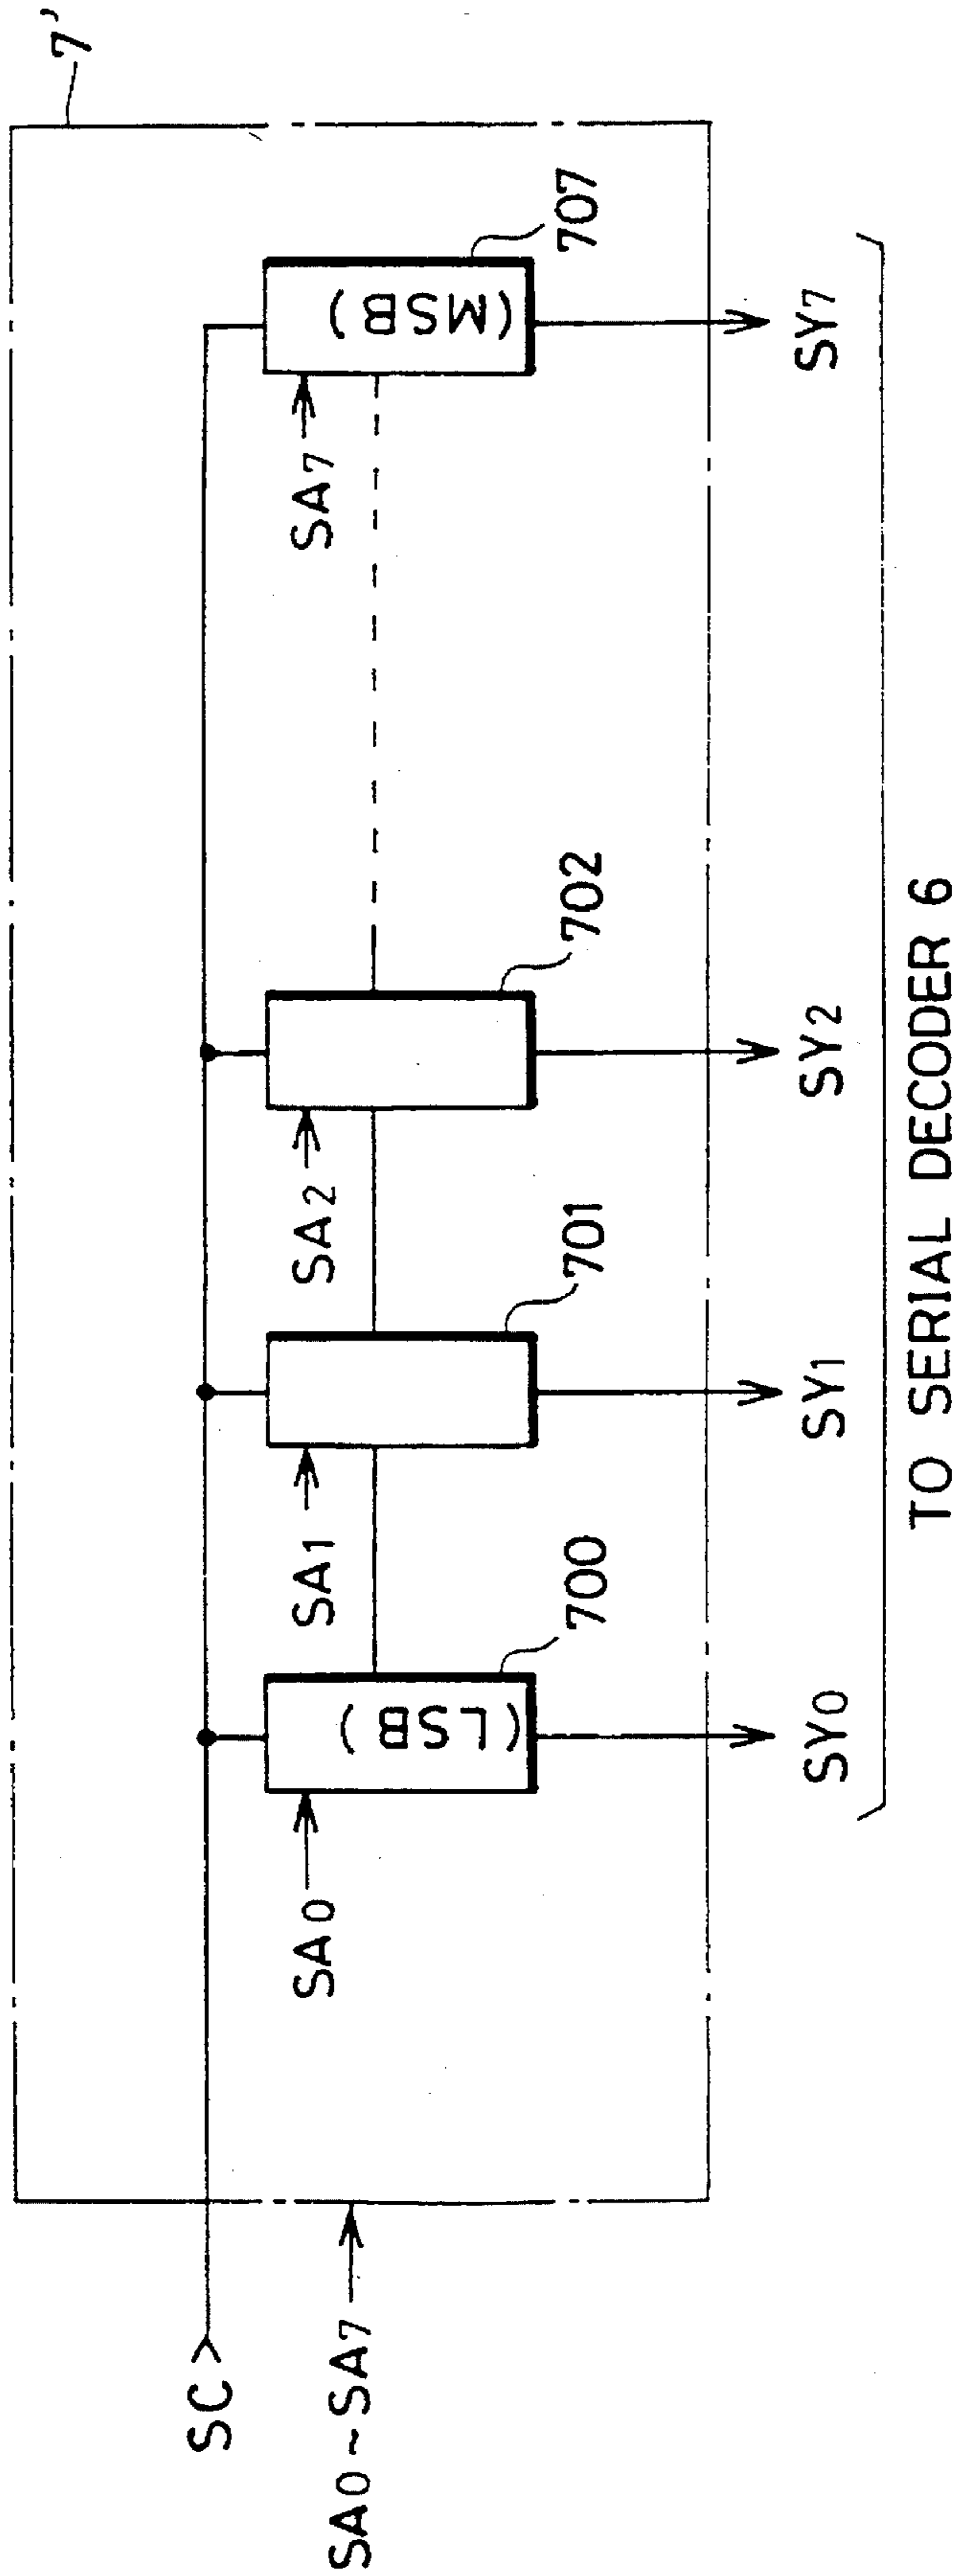 7'
SC
SA0~SA7
SA0
SA1
SA2
SA7
(LSB)
(MSB)
700
701
702
707
SY0
SY1
SY2
SY7
TO SERIAL DECODER 6